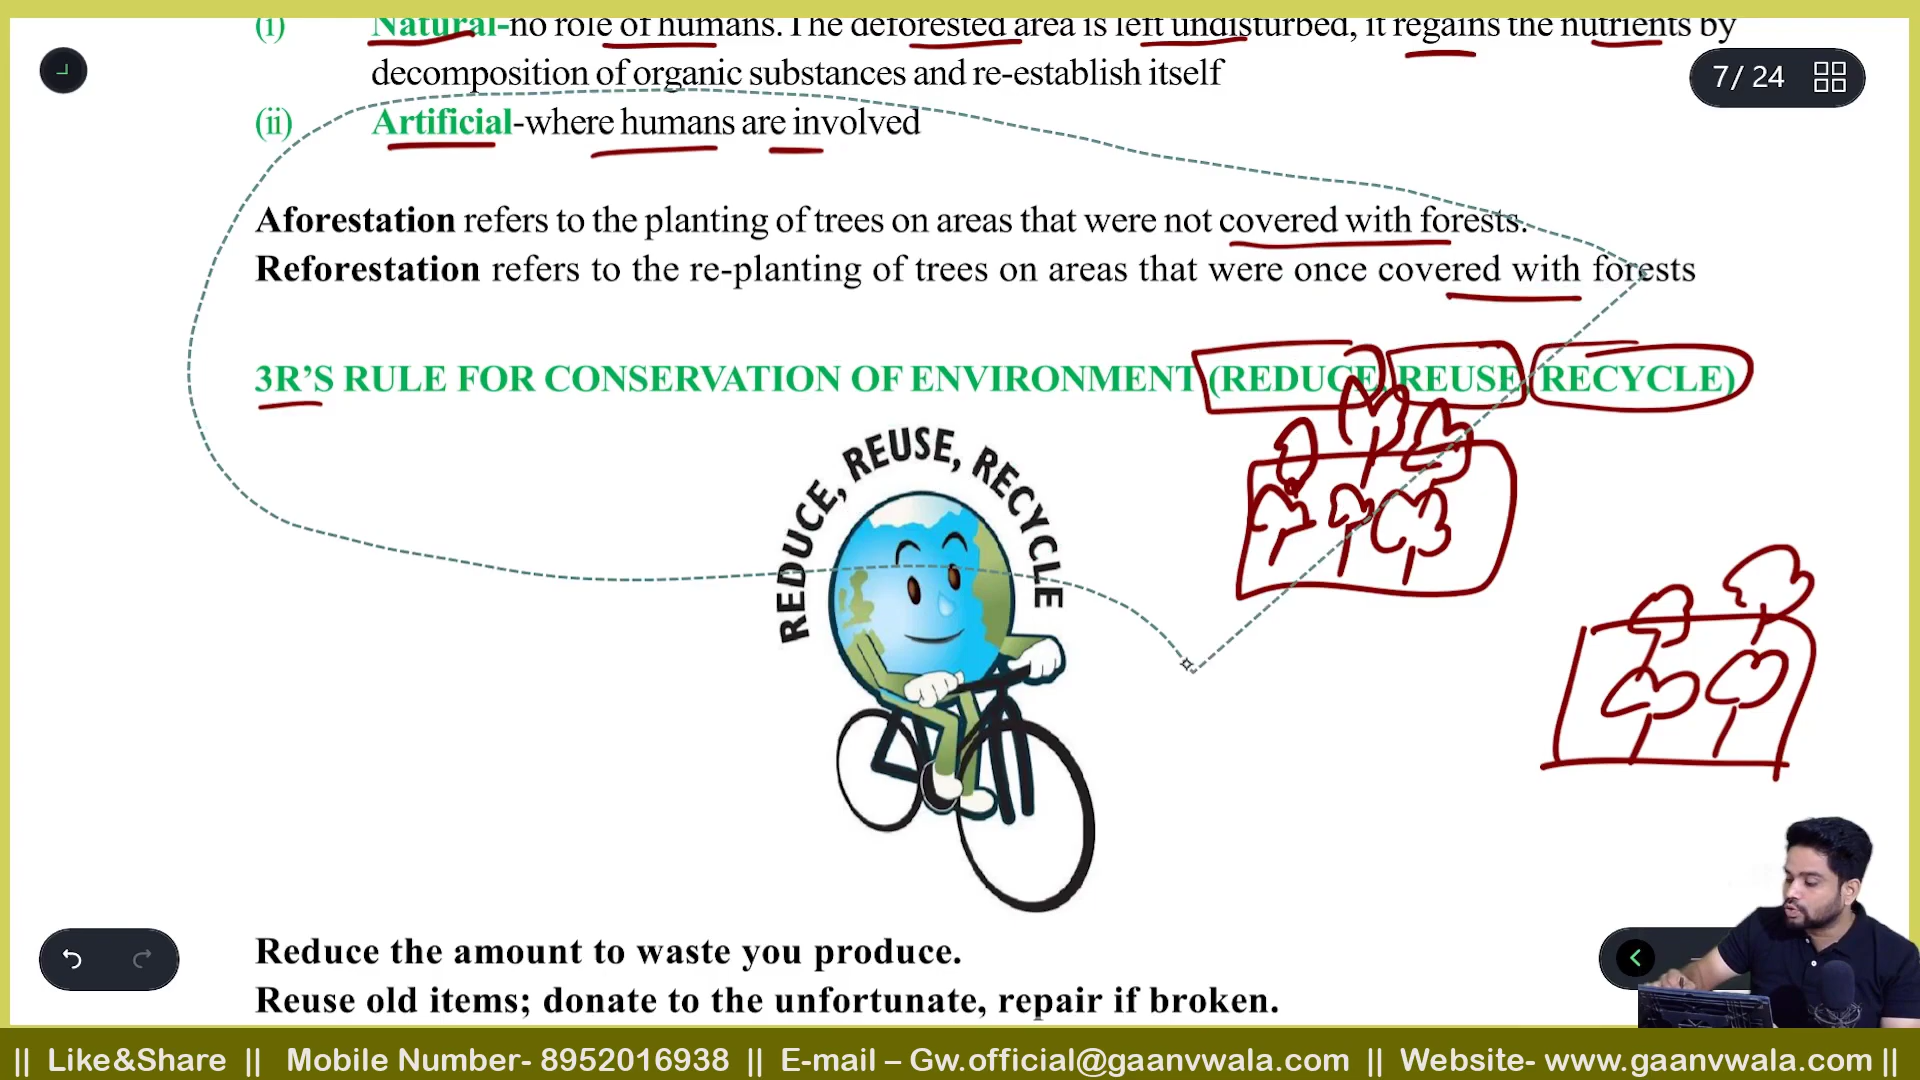 (i) Natural-no role of humans. The deforested area is left undisturbed, it regains the nutrients by
decomposition of organic substances and re-establish itself
7/ 24
(ii) Artificial-where humans are involved
Aforestation refers to the planting of trees on areas that were not covered with forests.
Reforestation refers to the re-planting of trees on areas that were once covered with forests
3R'S RULE FOR CONSERVATION OF ENVIRONMENT (REDUCE, REUSE, RECYCLE)
REDUCE, REUSE, RECYCLE
Reduce the amount to waste you produce.
Reuse old items; donate to the unfortunate, repair if broken.
|| Like&Share || Mobile Number- 8952016938 || E-mail – Gw.official@gaanvwala.com || Website- www.gaanvwala.com ||